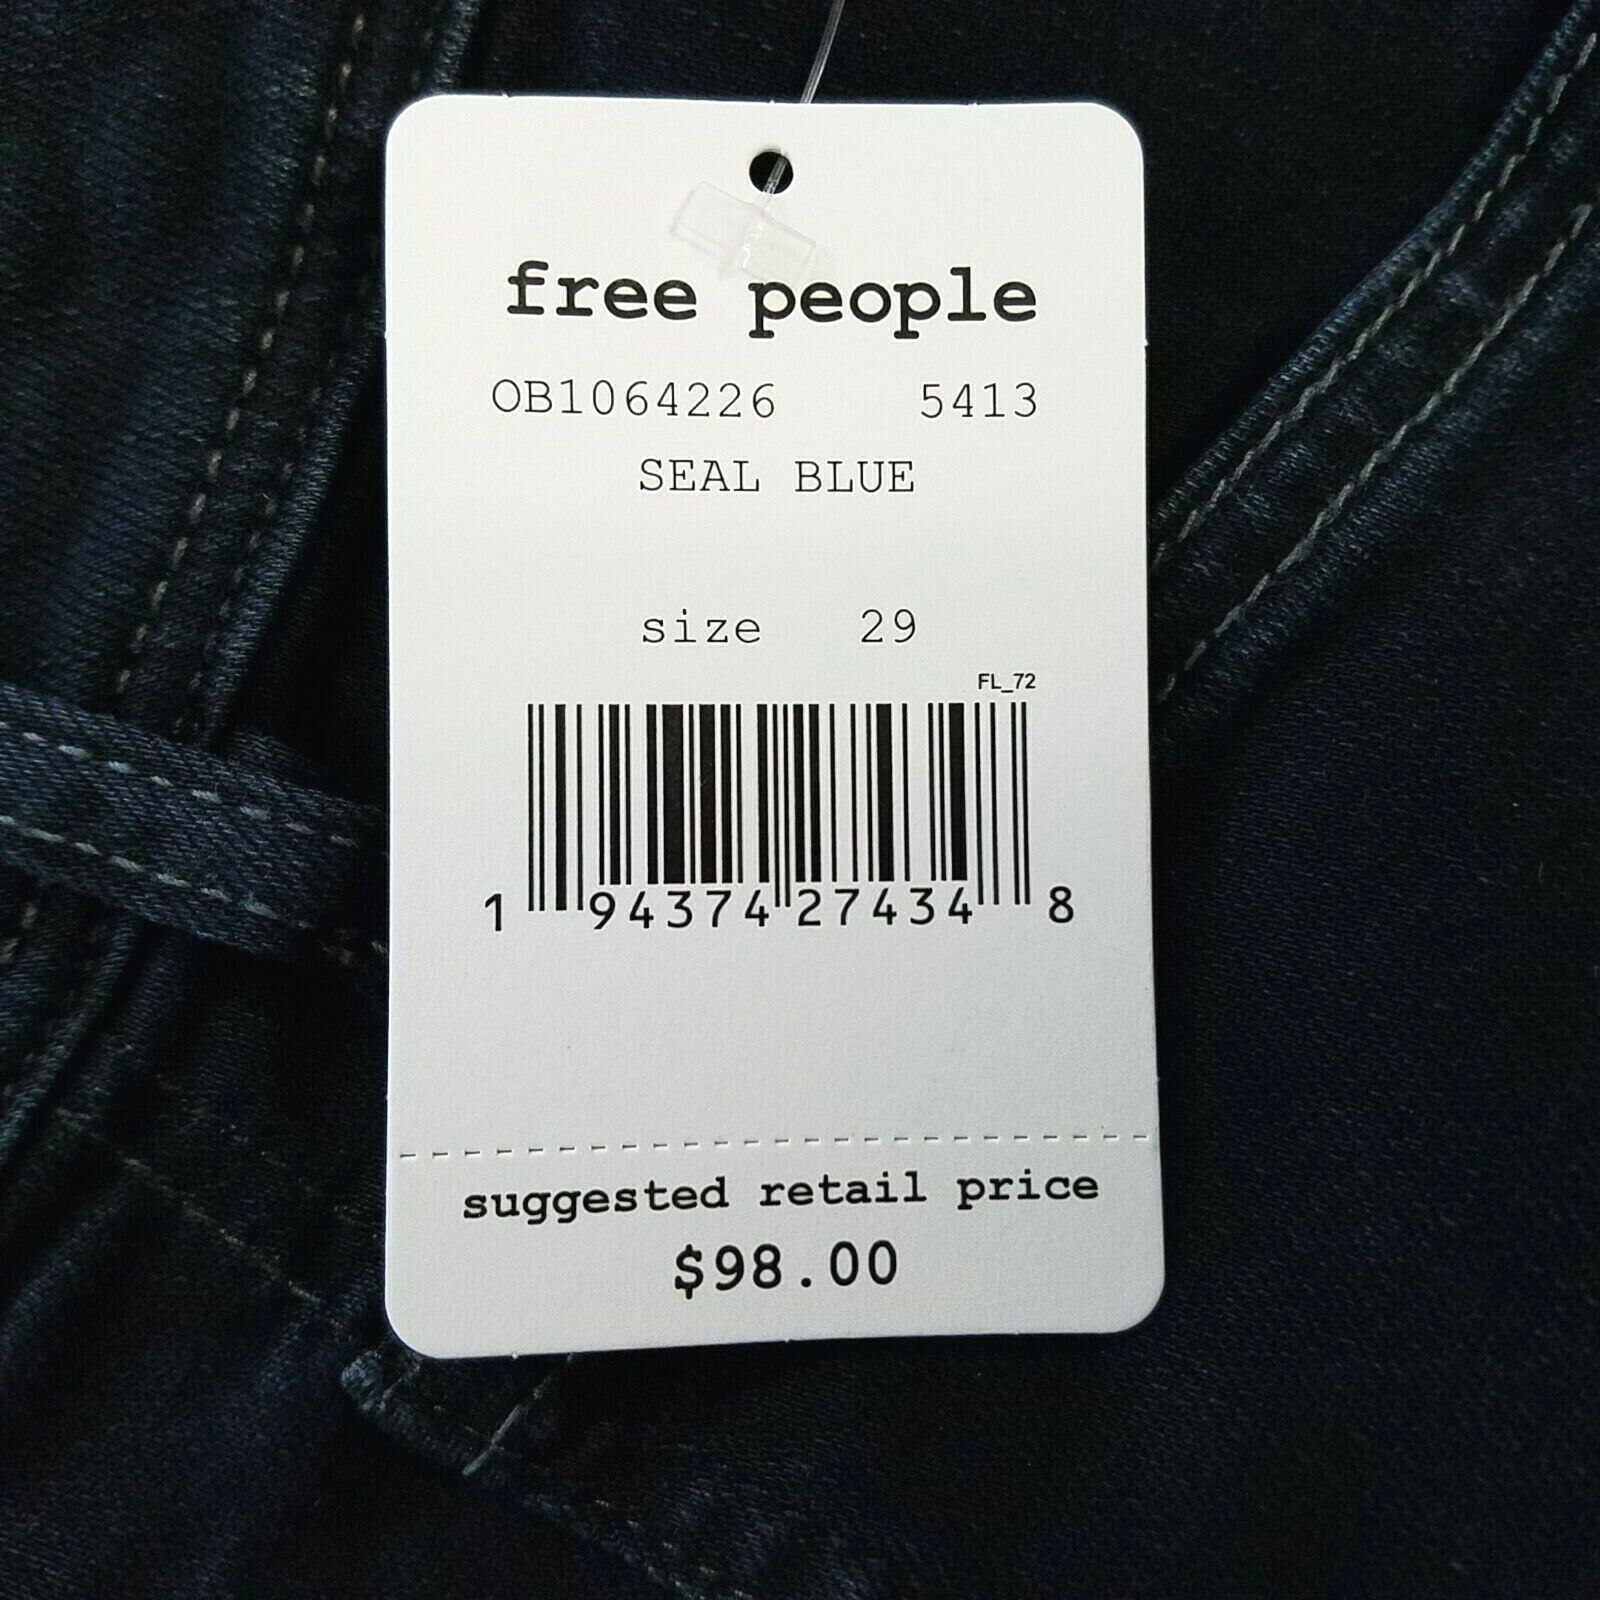 free people
OB1064226 5413
SEAL BLUE
size 29
FL_72
1 94374 27434 8
suggested retail price
$98.00